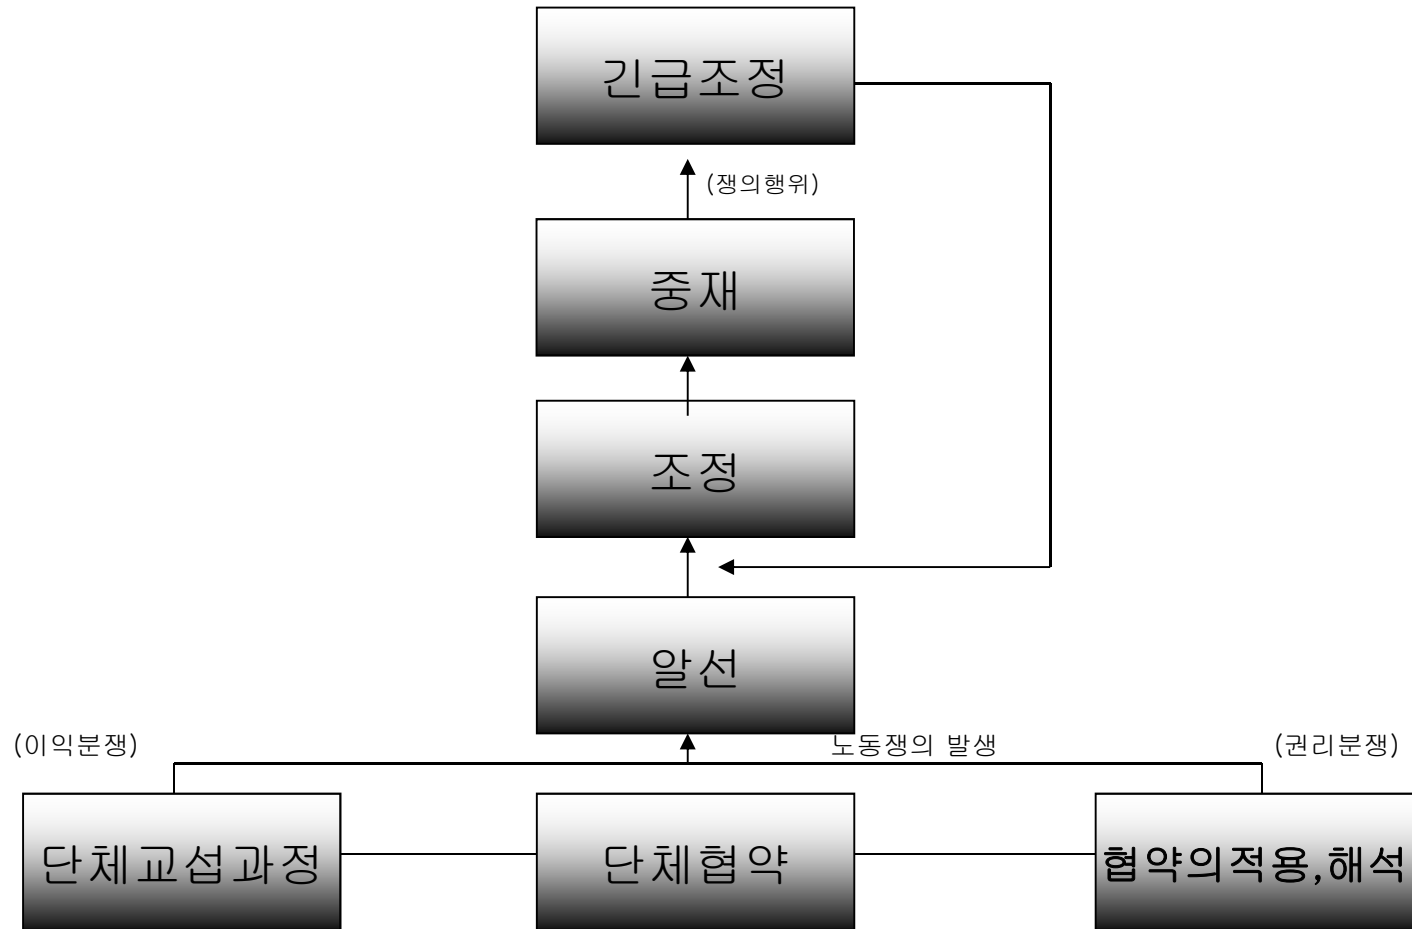 긴급조정
(쟁의행위)
중재
조정
알선
(이익분쟁)
노동쟁의 발생
(권리분쟁)
단체교섭과정
단체협약
협약의적용,해석